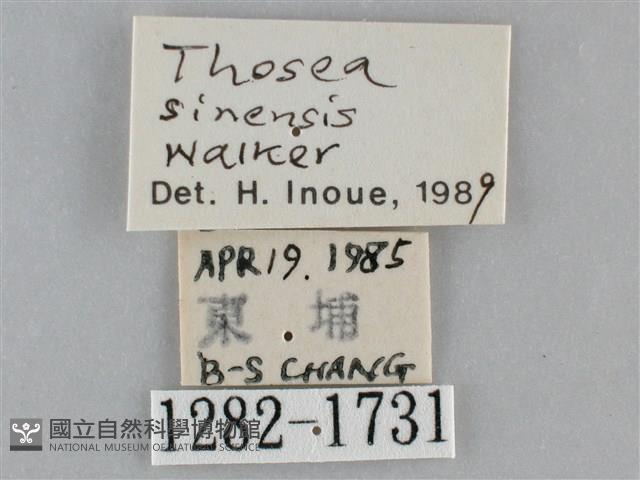 Thosea
sinensis
Walker
Det. H. Inoue, 1989
APR 19. 1985
東 埔
B-S CHANG
1282-1731
國立自然科學博物館
NATIONAL MUSEUM OF NATURAL SCIENCE